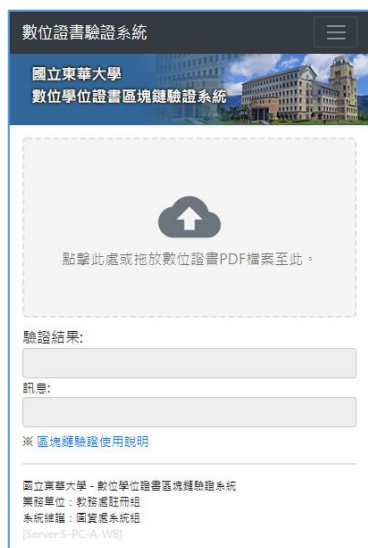 數位證書驗證系統
國立東華大學
數位學位證書區塊鏈驗證系統
點擊此處或拖放數位證書PDF檔案至此。
驗證結果:
訊息:
※ 區塊鏈驗證使用說明
國立東華大學 - 數位學位證書區塊鏈驗證系統
業務單位：教務處註冊組
系統維護：圖資處系統組
[Server:S-PC-A-W8]